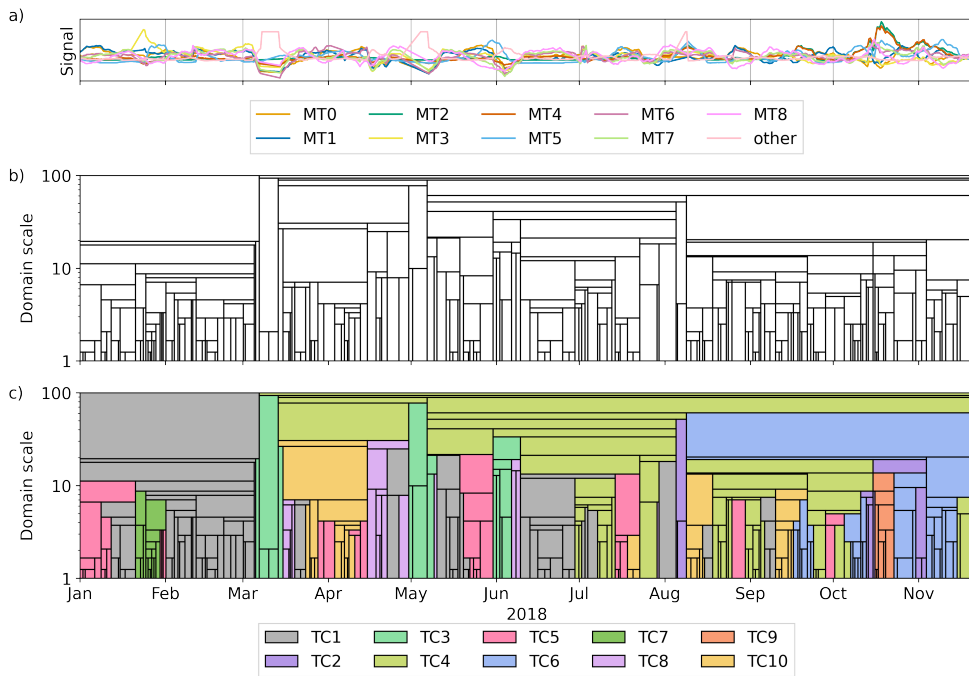 a)
Signal
MT0 MT2 MT4 MT6 MT8
MT1 MT3 MT5 MT7 other
b)
100
10
1
Domain scale
c)
100
10
1
Domain scale
Jan Feb Mar Apr May Jun Jul Aug Sep Oct Nov
2018
TC1 TC3 TC5 TC7 TC9
TC2 TC4 TC6 TC8 TC10